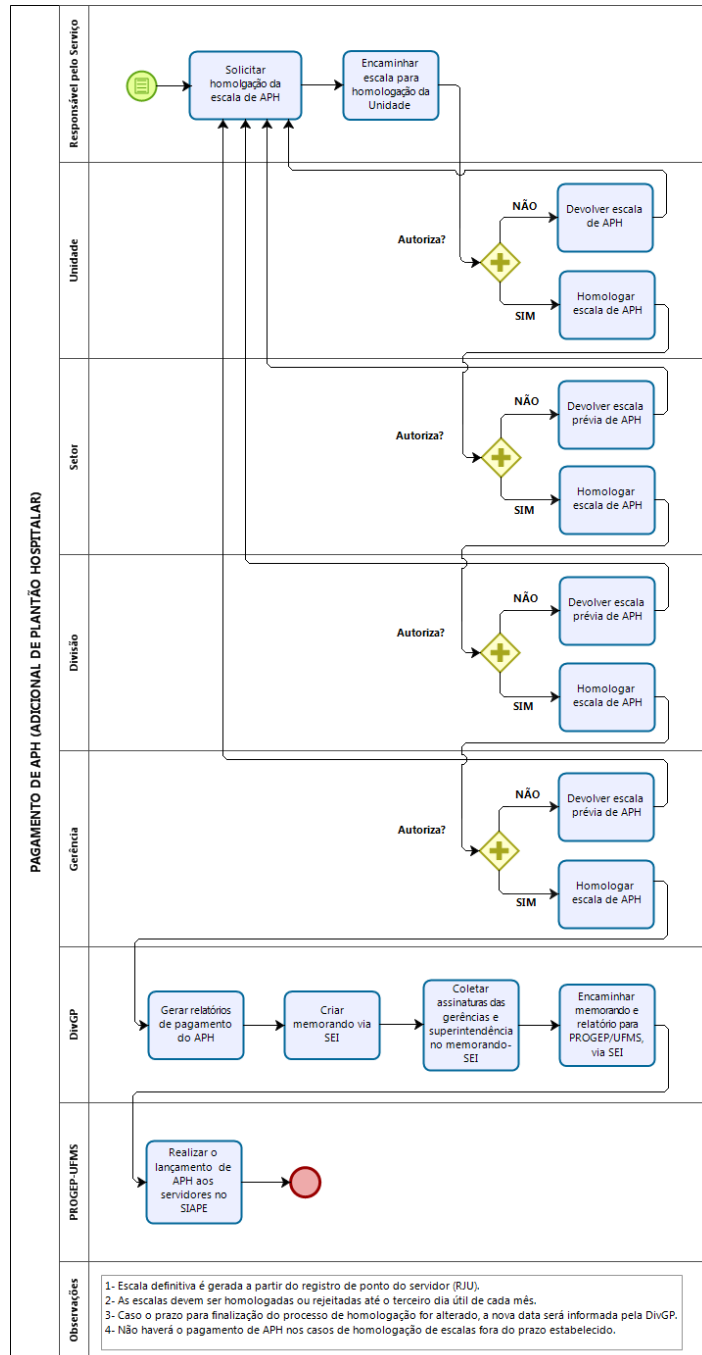 PAGAMENTO DE APH (ADICIONAL DE PLANTÃO HOSPITALAR)
Responsável pelo Serviço
Solicitar
homolgação da
escala de APH
Encaminhar
escala para
homologação da
Unidade
Unidade
Autoriza?
NÃO
Devolver escala
de APH
SIM
Homologar
escala de APH
Setor
Autoriza?
NÃO
Devolver escala
prévia de APH
SIM
Homologar
escala de APH
Divisão
Autoriza?
NÃO
Devolver escala
prévia de APH
SIM
Homologar
escala de APH
Gerência
Autoriza?
NÃO
Devolver escala
prévia de APH
SIM
Homologar
escala de APH
DivGP
Gerar relatórios
de pagamento
do APH
Criar
memorando via
SEI
Coletar
assinaturas das
gerências e
superintendência
no memorando-
SEI
Encaminhar
memorando e
relatório para
PROGEP/UFMS,
via SEI
PROGEP-UFMS
Realizar o
lançamento de
APH aos
servidores no
SIAPE
Observações
1- Escala definitiva é gerada a partir do registro de ponto do servidor (RJU).
2- As escalas devem ser homologadas ou rejeitadas até o terceiro dia útil de cada mês.
3- Caso o prazo para finalização do processo de homologação for alterado, a nova data será informada pela DivGP.
4- Não haverá o pagamento de APH nos casos de homologação de escalas fora do prazo estabelecido.